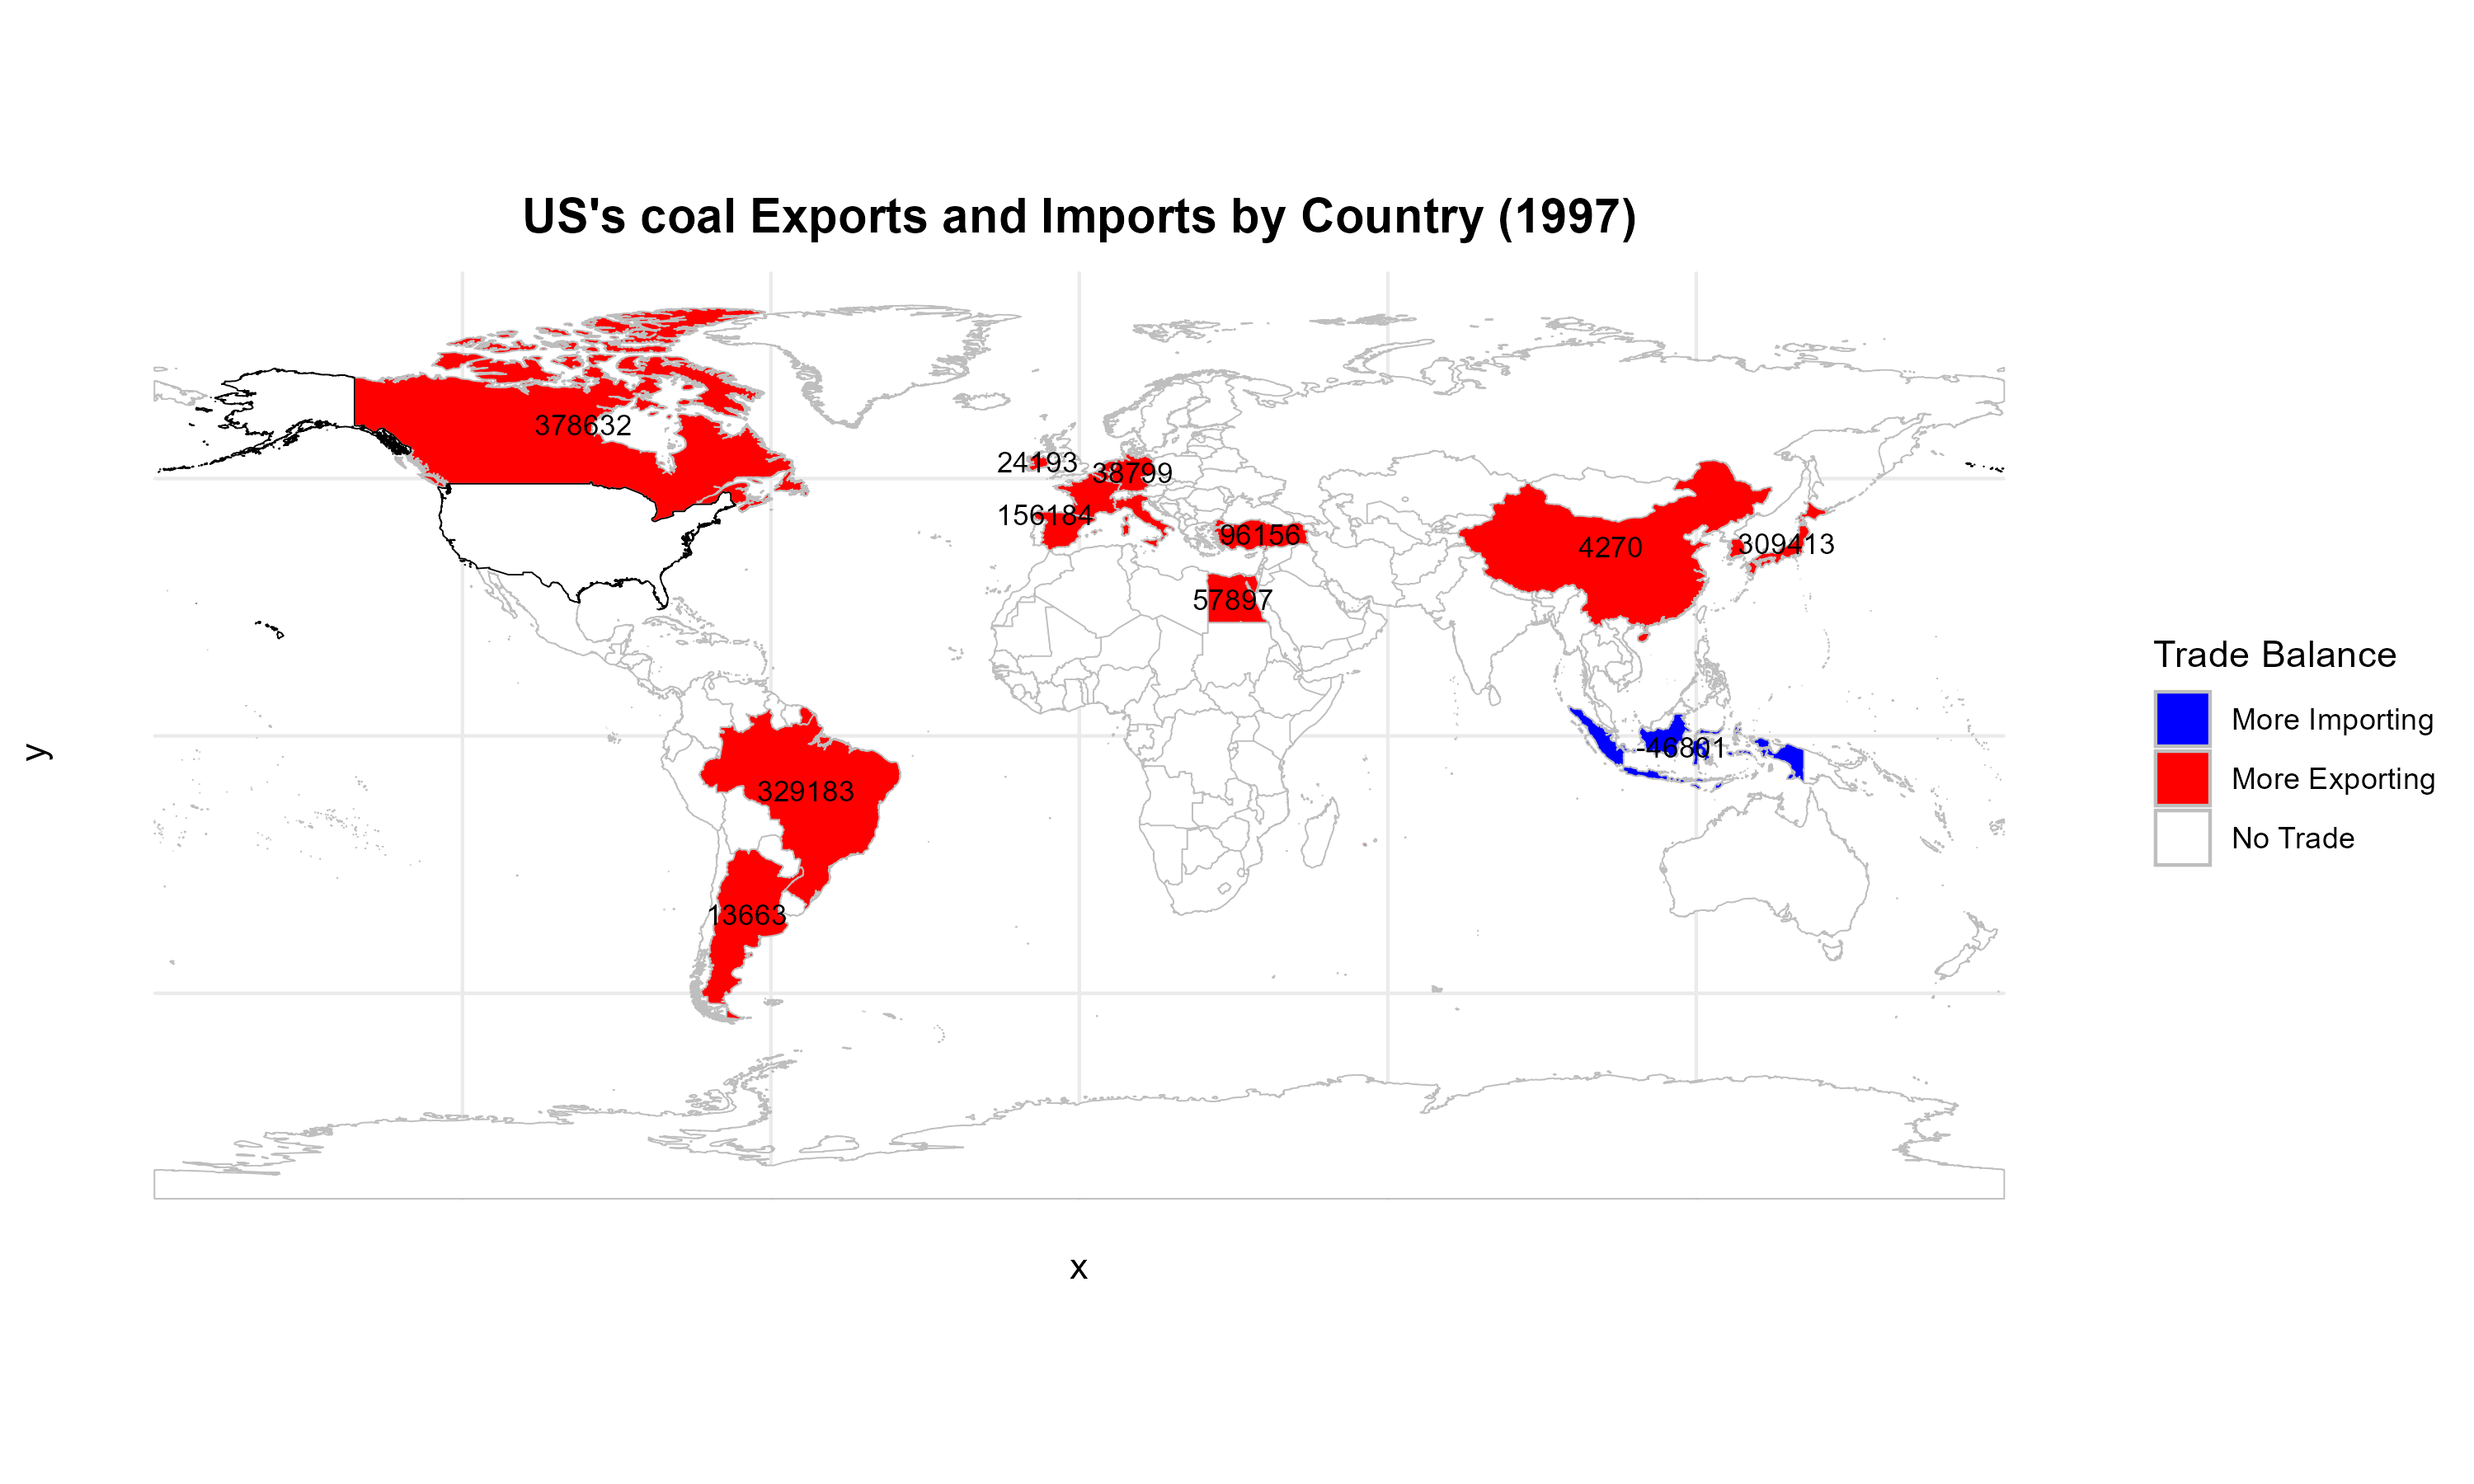 US's coal Exports and Imports by Country (1997)
378632
24193
38799
156184
96156
4270
309413
57897
-46801
329183
13663
y
x
Trade Balance
More Importing
More Exporting
No Trade